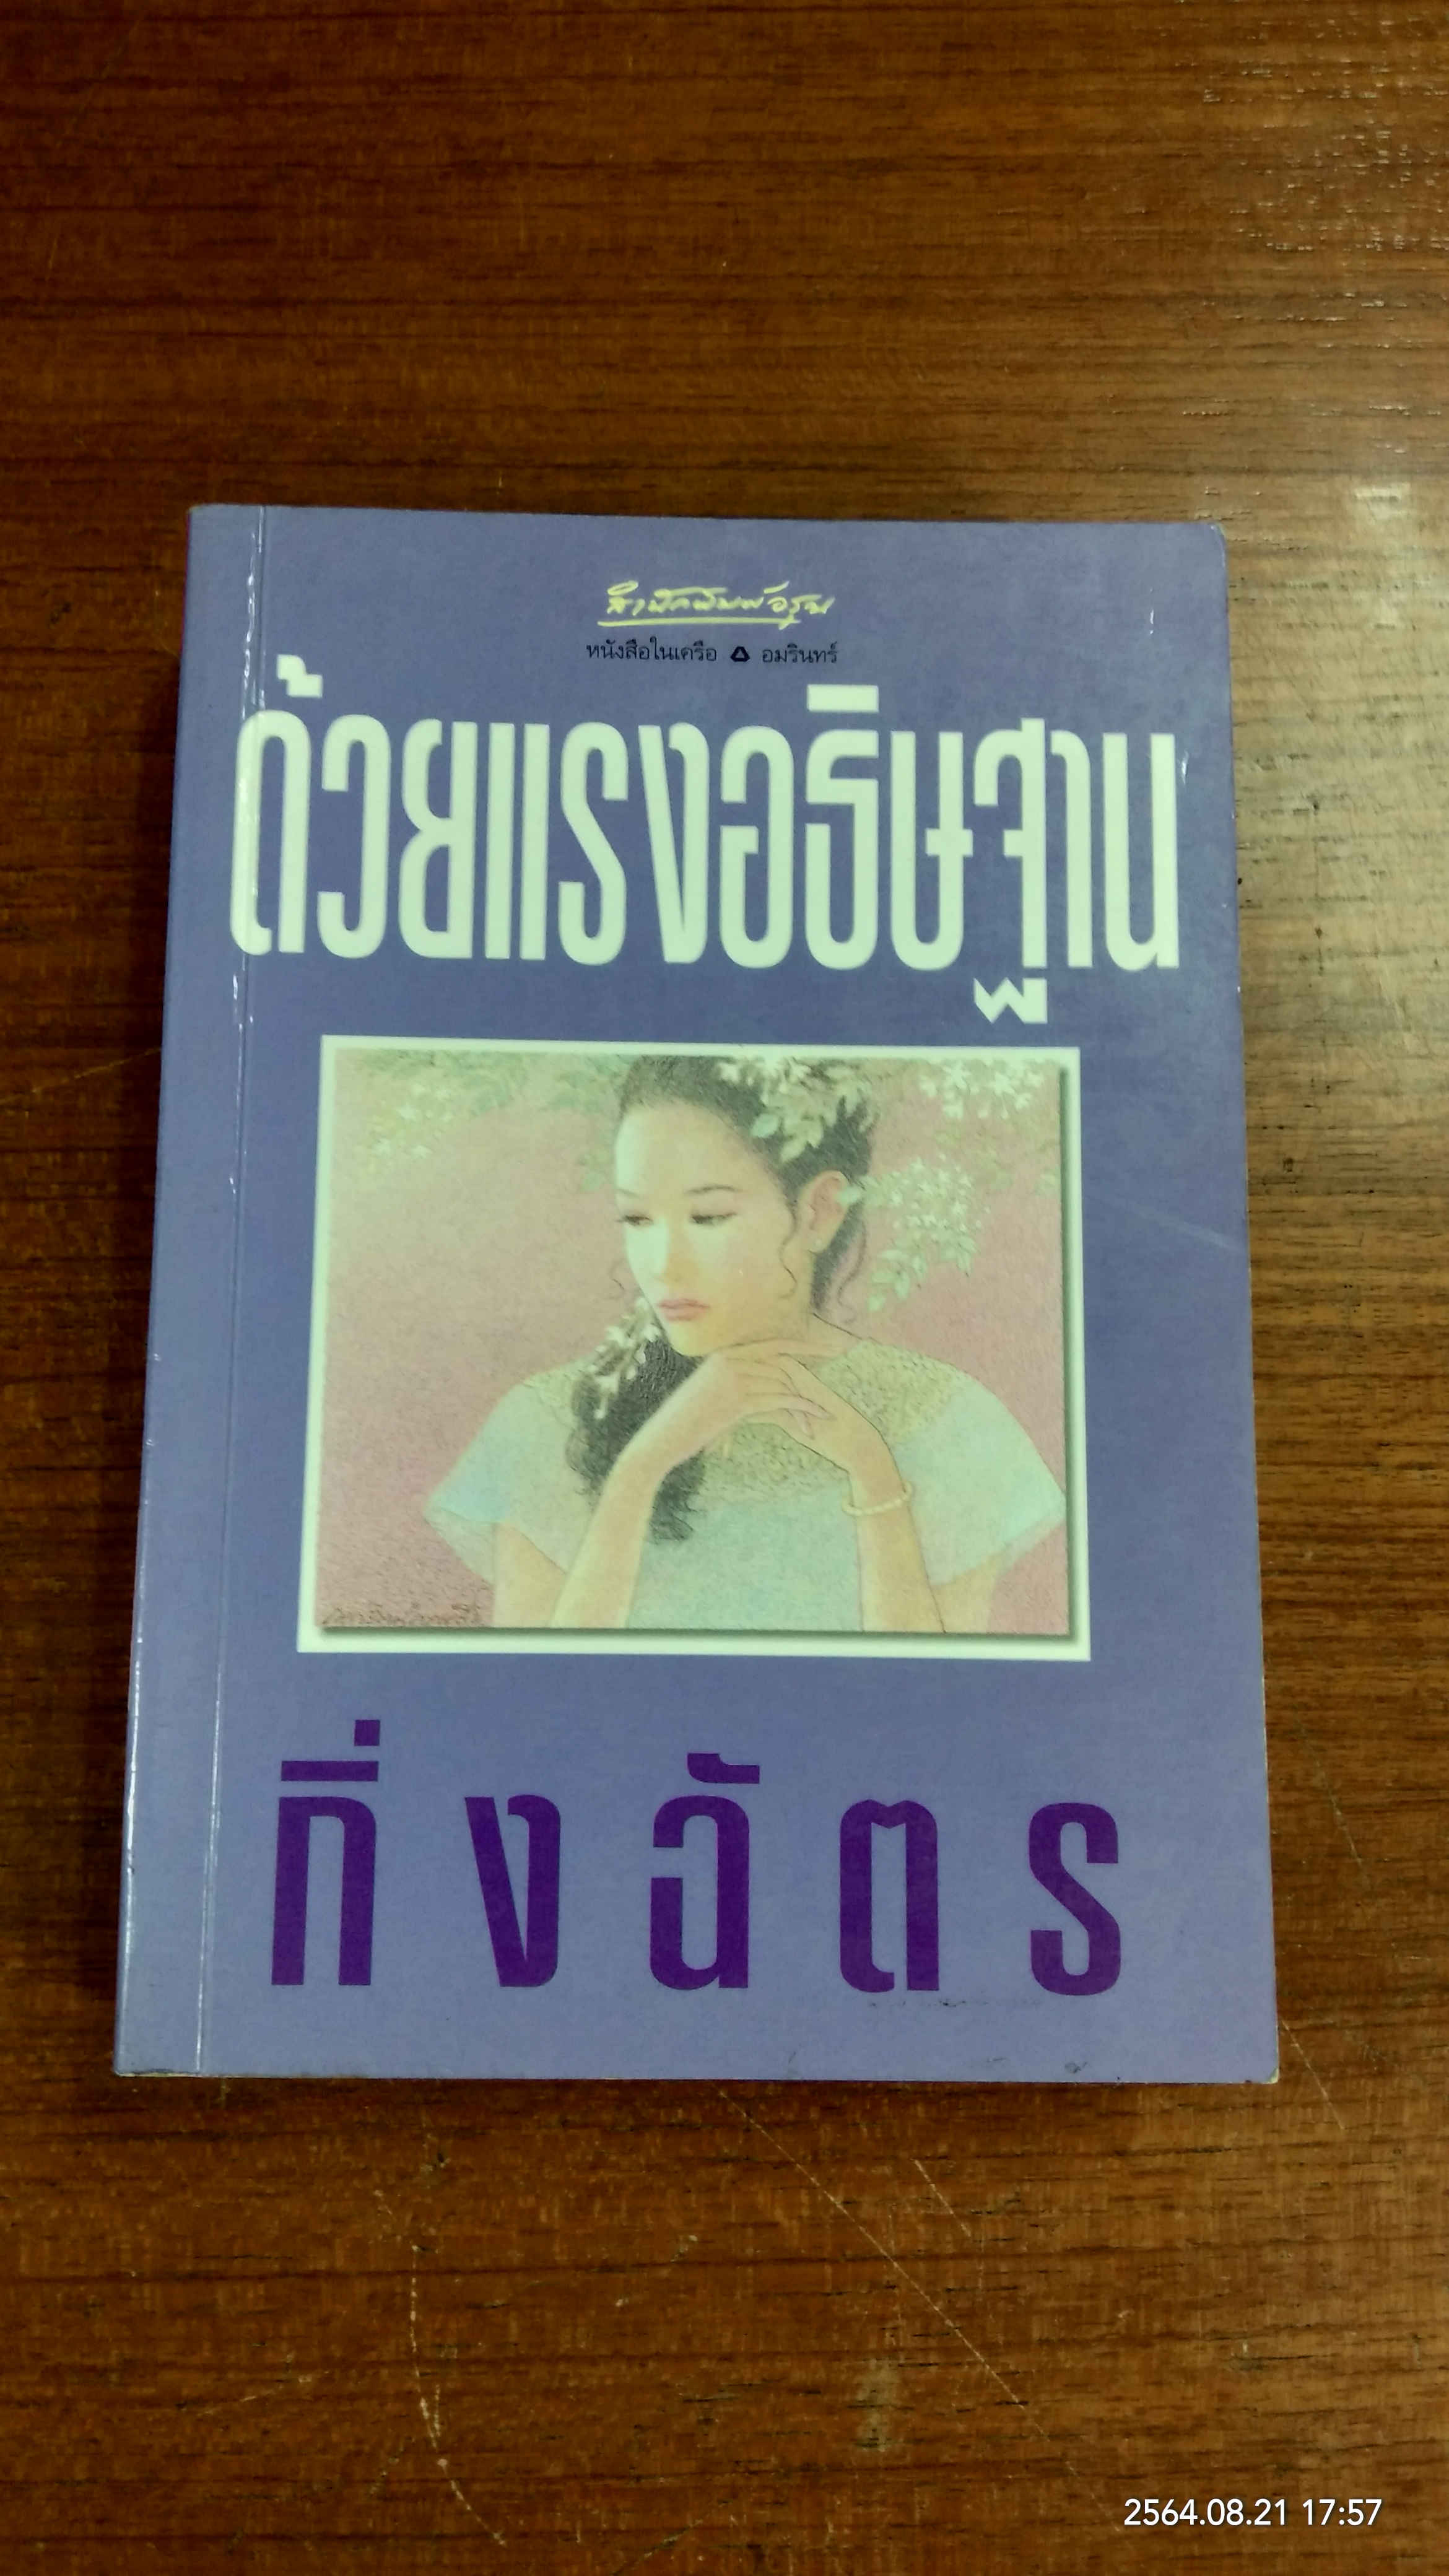 สำนักพิมพ์อรุณ
หนังสือในเครือ อมรินทร์
ด้วยแรงอธิษฐาน
กิ่งฉัตร
2564.08.21 17:57